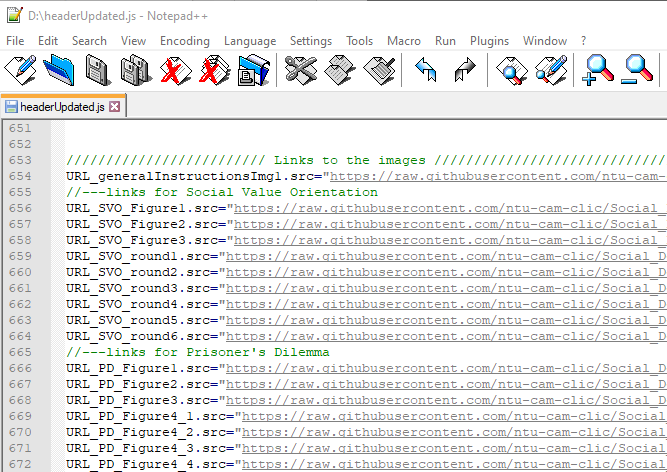 D:\headerUpdated.js - Notepad++
File Edit Search View Encoding Language Settings Tools Macro Run Plugins Window ?
headerUpdated.js
651
652
653 ///////////////////////// Links to the images /////////////////////////////
654 URL_generalInstructionsImg1.src="https://raw.githubusercontent.com/ntu-cam-
655 //---links for Social Value Orientation
656 URL_SVO_Figure1.src="https://raw.githubusercontent.com/ntu-cam-clic/Social_
657 URL_SVO_Figure2.src="https://raw.githubusercontent.com/ntu-cam-clic/Social_
658 URL_SVO_Figure3.src="https://raw.githubusercontent.com/ntu-cam-clic/Social_
659 URL_SVO_round1.src="https://raw.githubusercontent.com/ntu-cam-clic/Social_D
660 URL_SVO_round2.src="https://raw.githubusercontent.com/ntu-cam-clic/Social_D
661 URL_SVO_round3.src="https://raw.githubusercontent.com/ntu-cam-clic/Social_D
662 URL_SVO_round4.src="https://raw.githubusercontent.com/ntu-cam-clic/Social_D
663 URL_SVO_round5.src="https://raw.githubusercontent.com/ntu-cam-clic/Social_D
664 URL_SVO_round6.src="https://raw.githubusercontent.com/ntu-cam-clic/Social_D
665 //---links for Prisoner's Dilemma
666 URL_PD_Figure1.src="https://raw.githubusercontent.com/ntu-cam-clic/Social_D
667 URL_PD_Figure2.src="https://raw.githubusercontent.com/ntu-cam-clic/Social_D
668 URL_PD_Figure3.src="https://raw.githubusercontent.com/ntu-cam-clic/Social_D
669 URL_PD_Figure4_1.src="https://raw.githubusercontent.com/ntu-cam-clic/Social
670 URL_PD_Figure4_2.src="https://raw.githubusercontent.com/ntu-cam-clic/Social
671 URL_PD_Figure4_3.src="https://raw.githubusercontent.com/ntu-cam-clic/Social
672 URL_PD_Figure4_4.src="https://raw.githubusercontent.com/ntu-cam-clic/Social